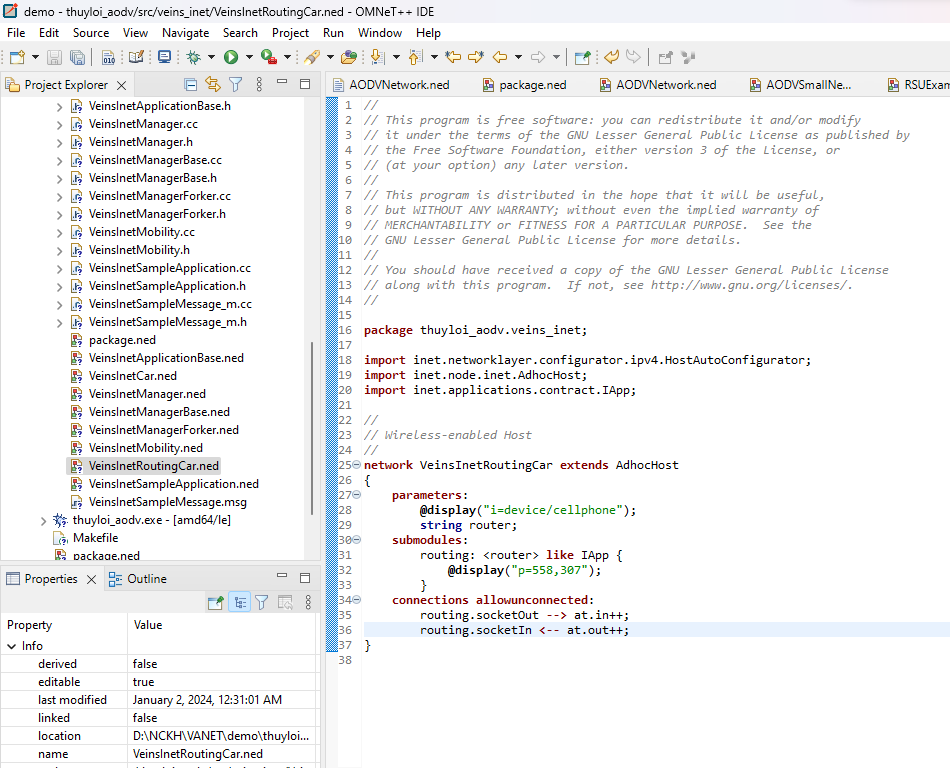 demo - thuyloi_aodv/src/veins_inet/VeinsInetRoutingCar.ned - OMNeT++ IDE
File Edit Source View Navigate Search Project Run Window Help
Project Explorer
VeinsInetApplicationBase.h
VeinsInetManager.cc
VeinsInetManager.h
VeinsInetManagerBase.cc
VeinsInetManagerBase.h
VeinsInetManagerForker.cc
VeinsInetManagerForker.h
VeinsInetMobility.cc
VeinsInetMobility.h
VeinsInetSampleApplication.cc
VeinsInetSampleApplication.h
VeinsInetSampleMessage_m.cc
VeinsInetSampleMessage_m.h
package.ned
VeinsInetApplicationBase.ned
VeinsInetCar.ned
VeinsInetManager.ned
VeinsInetManagerBase.ned
VeinsInetManagerForker.ned
VeinsInetMobility.ned
VeinsInetRoutingCar.ned
VeinsInetSampleApplication.ned
VeinsInetSampleMessage.msg
thuyloi_aodv.exe - [amd64/le]
Makefile
package.ned
Properties Outline
Property Value
Info
derived false
editable true
last modified January 2, 2024, 12:31:01 AM
linked false
location D:\NCKH\VANET\demo\thuyloi...
name VeinsInetRoutingCar.ned
AODVNetwork.ned package.ned AODVNetwork.ned AODVSmallNe... RSUExam
1 //
2 // This program is free software: you can redistribute it and/or modify
3 // it under the terms of the GNU Lesser General Public License as published by
4 // the Free Software Foundation, either version 3 of the License, or
5 // (at your option) any later version.
6 //
7 // This program is distributed in the hope that it will be useful,
8 // but WITHOUT ANY WARRANTY; without even the implied warranty of
9 // MERCHANTABILITY or FITNESS FOR A PARTICULAR PURPOSE.  See the
10 // GNU Lesser General Public License for more details.
11 //
12 // You should have received a copy of the GNU Lesser General Public License
13 // along with this program.  If not, see http://www.gnu.org/licenses/.
14 //
15
16 package thuyloi_aodv.veins_inet;
17
18 import inet.networklayer.configurator.ipv4.HostAutoConfigurator;
19 import inet.node.inet.AdhocHost;
20 import inet.applications.contract.IApp;
21
22 //
23 // Wireless-enabled Host
24 //
25 network VeinsInetRoutingCar extends AdhocHost
26 {
27     parameters:
28         @display("i=device/cellphone");
29         string router;
30     submodules:
31         routing: <router> like IApp {
32             @display("p=558,307");
33         }
34     connections allowunconnected:
35         routing.socketOut --> at.in++;
36         routing.socketIn <-- at.out++;
37 }
38